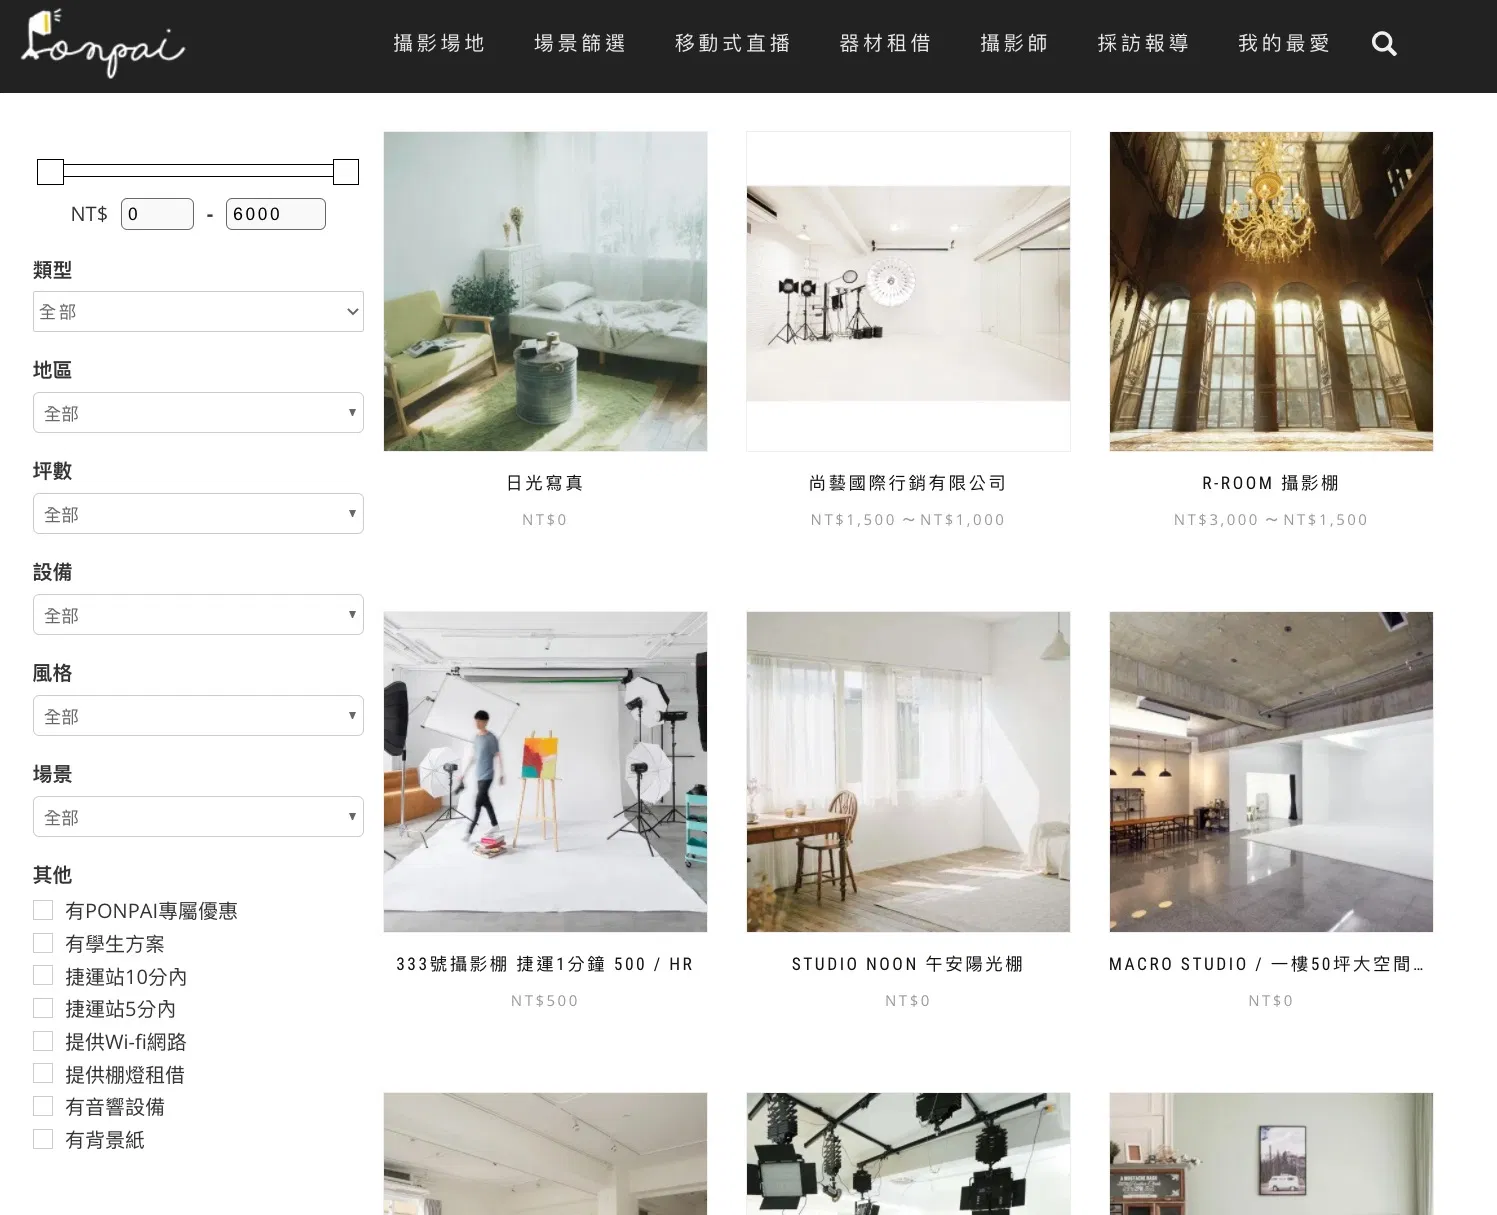 Ponpai
攝影場地 場景篩選 移動式直播 器材租借 攝影師 採訪報導 我的最愛
NT$ 0 - 6000
類型
全部
地區
全部
坪數
全部
設備
全部
風格
全部
場景
全部
其他
有PONPAI專屬優惠
有學生方案
捷運站10分內
捷運站5分內
提供Wi-fi網路
提供棚燈租借
有音響設備
有背景紙
日光寫真
NT$0
尚藝國際行銷有限公司
NT$1,500 ～NT$1,000
R-ROOM 攝影棚
NT$3,000 ～NT$1,500
333號攝影棚 捷運1分鐘 500 / HR
NT$500
STUDIO NOON 午安陽光棚
NT$0
MACRO STUDIO / 一樓50坪大空間…
NT$0